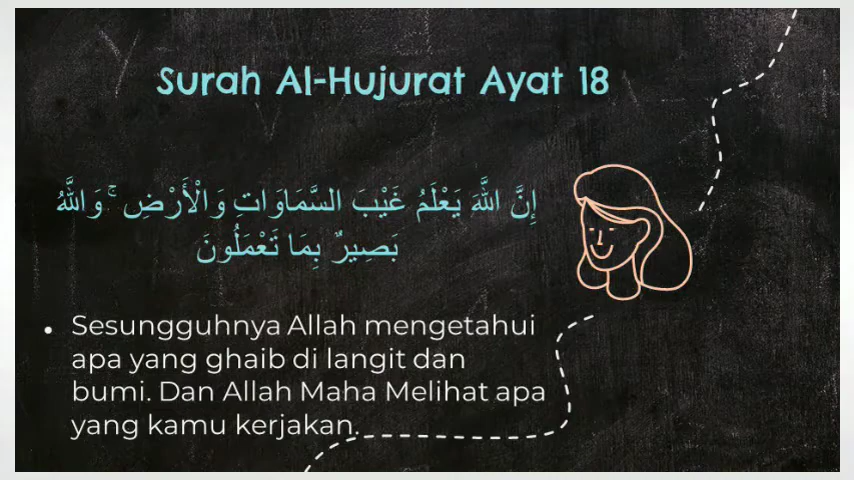 Surah Al-Hujurat Ayat 18
إِنَّ اللَّهَ يَعْلَمُ غَيْبَ السَّمَاوَاتِ وَالْأَرْضِ ۚ وَاللَّهُ
بَصِيرٌ بِمَا تَعْمَلُونَ
• Sesungguhnya Allah mengetahui
apa yang ghaib di langit dan
bumi. Dan Allah Maha Melihat apa
yang kamu kerjakan.